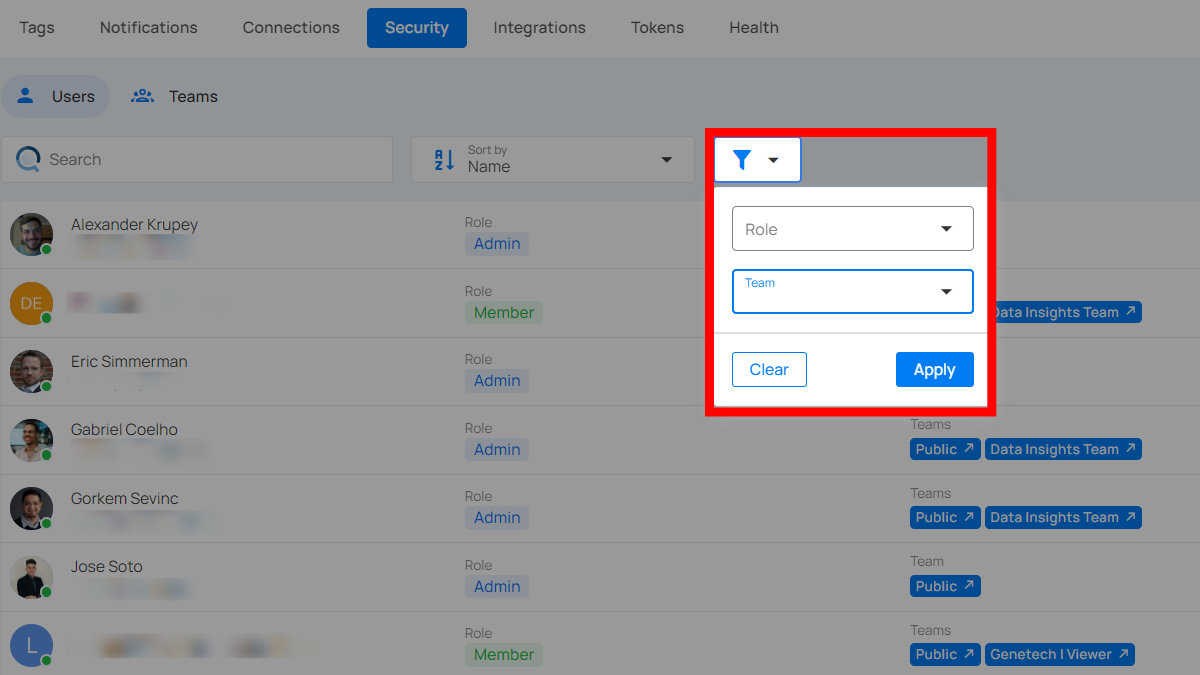 Tags Notifications Connections Security Integrations Tokens Health
Users Teams
Search
Sort by
Name
Role
Team
Clear Apply
Alexander Krupey
Role
Admin
DE
Role
Member
Data Insights Team
Eric Simmerman
Role
Admin
Gabriel Coelho
Role
Admin
Teams
Public Data Insights Team
Gorkem Sevinc
Role
Admin
Teams
Public Data Insights Team
Jose Soto
Role
Admin
Team
Public
L
Role
Member
Teams
Public Genetech | Viewer